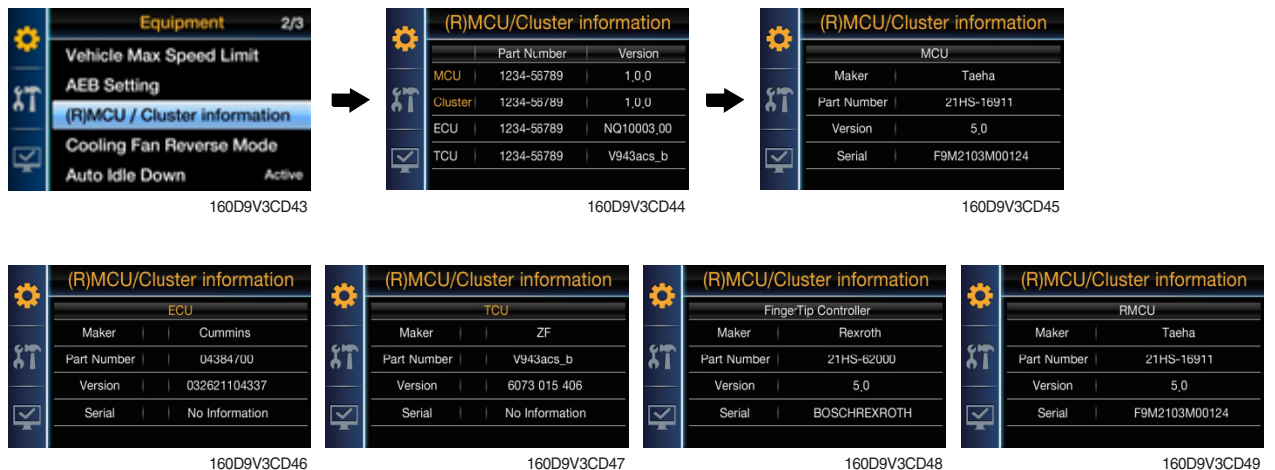 Equipment 2/3
Vehicle Max Speed Limit
AEB Setting
(R)MCU / Cluster information
Cooling Fan Reverse Mode
Auto Idle Down Active
160D9V3CD43
(R)MCU/Cluster information
Part Number Version
MCU 1234-56789 1,0,0
Cluster 1234-56789 1,0,0
ECU 1234-56789 NQ10003,00
TCU 1234-56789 V943acs_b
160D9V3CD44
(R)MCU/Cluster information
MCU
Maker Taeha
Part Number 21HS-16911
Version 5,0
Serial F9M2103M00124
160D9V3CD45
(R)MCU/Cluster information
ECU
Maker Cummins
Part Number 04384700
Version 032621104337
Serial No Information
160D9V3CD46
(R)MCU/Cluster information
TCU
Maker ZF
Part Number V943acs_b
Version 6073 015 406
Serial No Information
160D9V3CD47
(R)MCU/Cluster information
Finger Tip Controller
Maker Rexroth
Part Number 21HS-62000
Version 5,0
Serial BOSCHREXROTH
160D9V3CD48
(R)MCU/Cluster information
RMCU
Maker Taeha
Part Number 21HS-16911
Version 5,0
Serial F9M2103M00124
160D9V3CD49